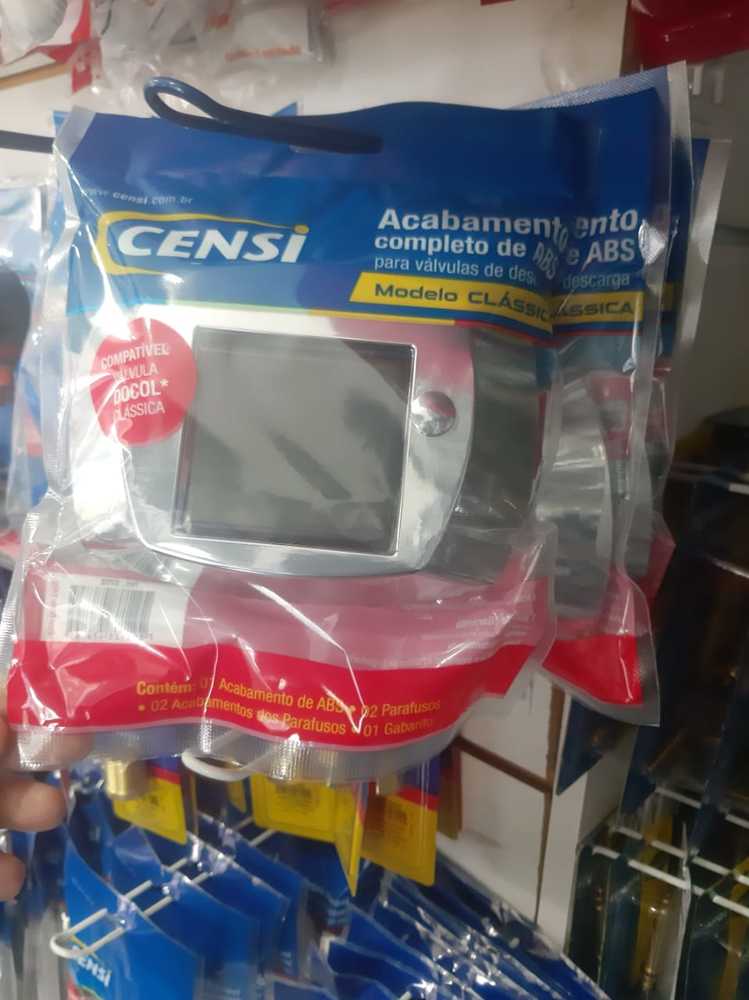 www.censi.com.br
CENSI
Acabamento
completo de ABS
para válvulas de descarga
Modelo CLÁSSICA
COMPATÍVEL
VÁLVULA
DOCOL*
CLÁSSICA
Contém: 01 Acabamento de ABS • 02 Parafusos
• 02 Acabamentos dos Parafusos • 01 Gabarito
CENSI